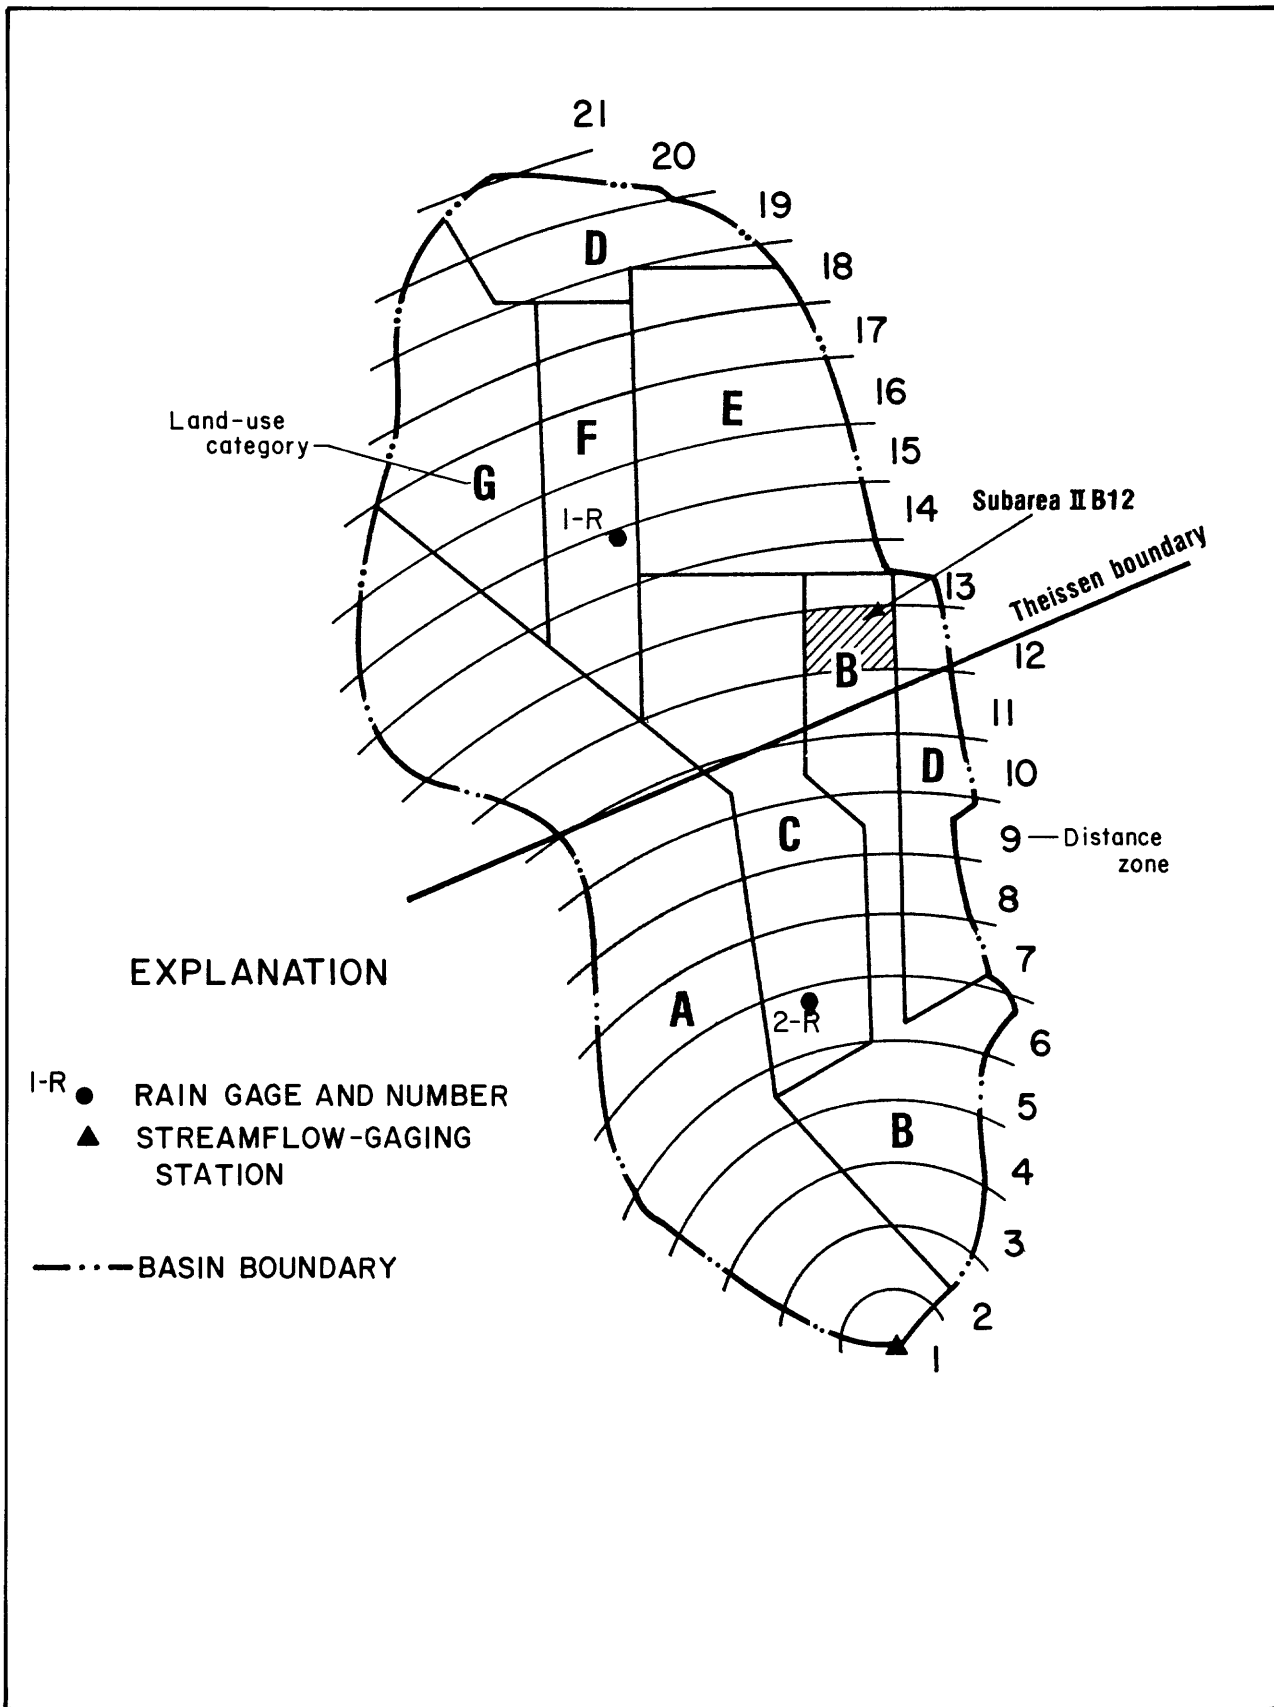 21
20
19
D
18
17
E
16
Land-use
category
F
15
G
Subarea II B12
14
1-R
Theissen boundary
13
12
B
11
D
10
C
9
Distance
zone
8
EXPLANATION
7
A
2-R
6
1-R
RAIN GAGE AND NUMBER
5
B
STREAMFLOW-GAGING
STATION
4
3
BASIN BOUNDARY
2
1